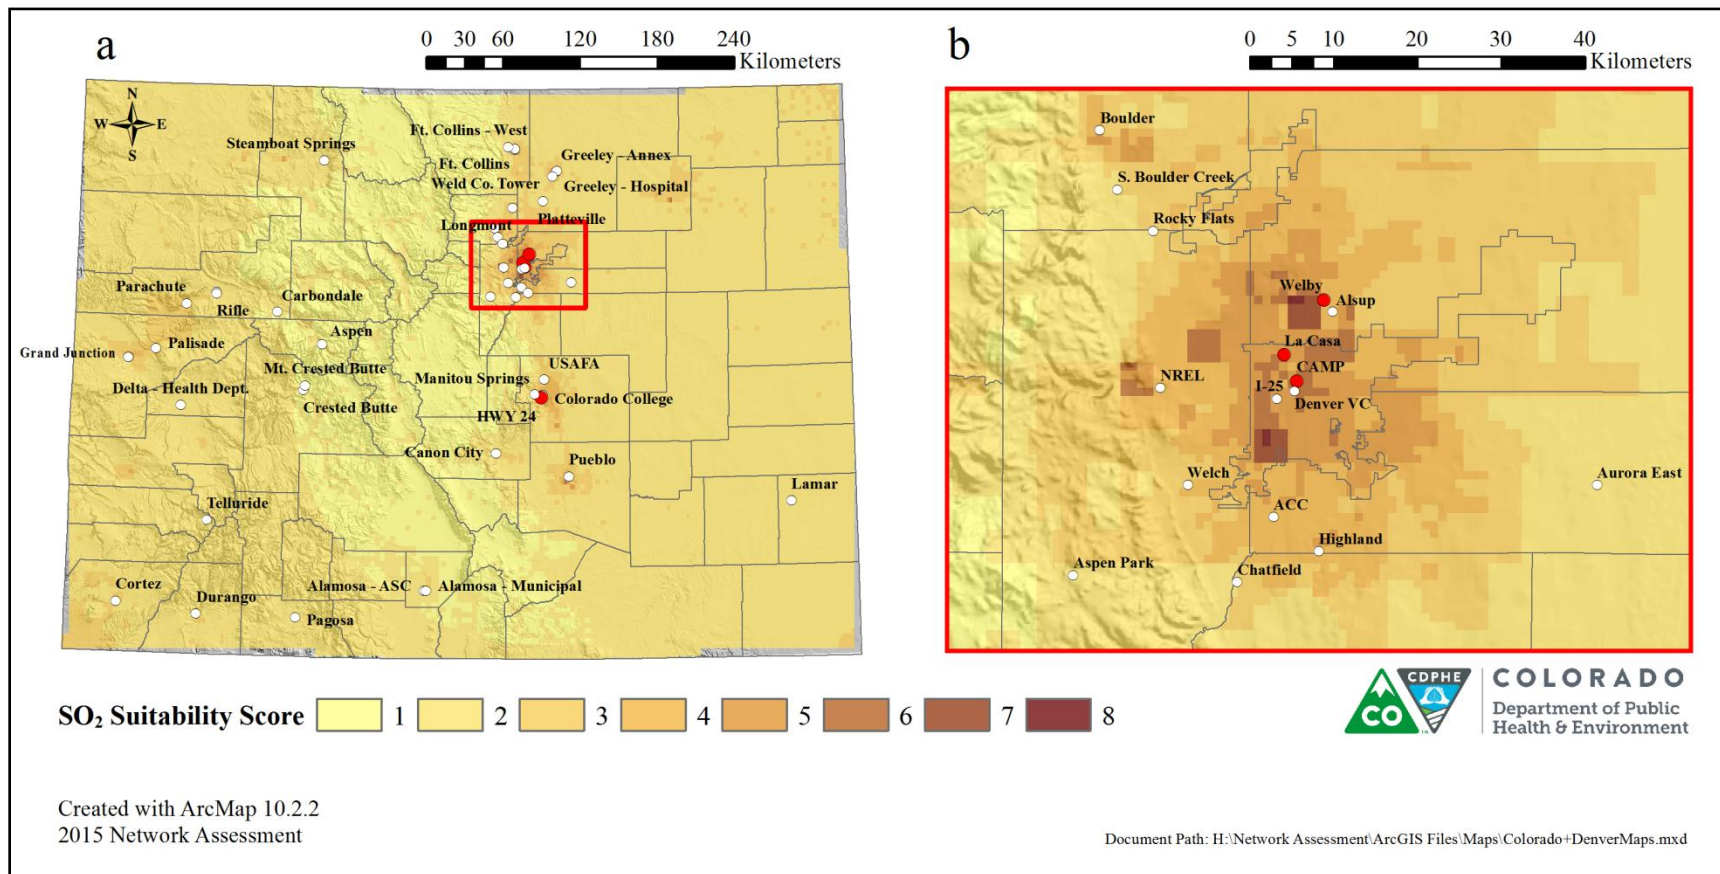 a
0 30 60 120 180 240
Kilometers
b
0 5 10 20 30 40
Kilometers
N
W E
S
Steamboat Springs
Ft. Collins - West
Ft. Collins
Greeley - Annex
Weld Co. Tower
Greeley - Hospital
Longmont
Platteville
Parachute
Rifle
Carbondale
Grand Junction
Palisade
Aspen
Mt. Crested Butte
Delta - Health Dept.
Crested Butte
USAFA
Manitou Springs
Colorado College
HWY 24
Canon City
Pueblo
Lamar
Telluride
Cortez
Durango
Alamosa - ASC
Alamosa - Municipal
Pagosa
Boulder
S. Boulder Creek
Rocky Flats
Welby
Alsup
La Casa
CAMP
NREL
I-25
Denver VC
Welch
Aurora East
ACC
Highland
Aspen Park
Chatfield
SO₂ Suitability Score 1 2 3 4 5 6 7 8
CO
CDPHE
TM
COLORADO
Department of Public
Health & Environment
Created with ArcMap 10.2.2
2015 Network Assessment
Document Path: H:\Network Assessment\ArcGIS Files\Maps\Colorado+DenverMaps.mxd